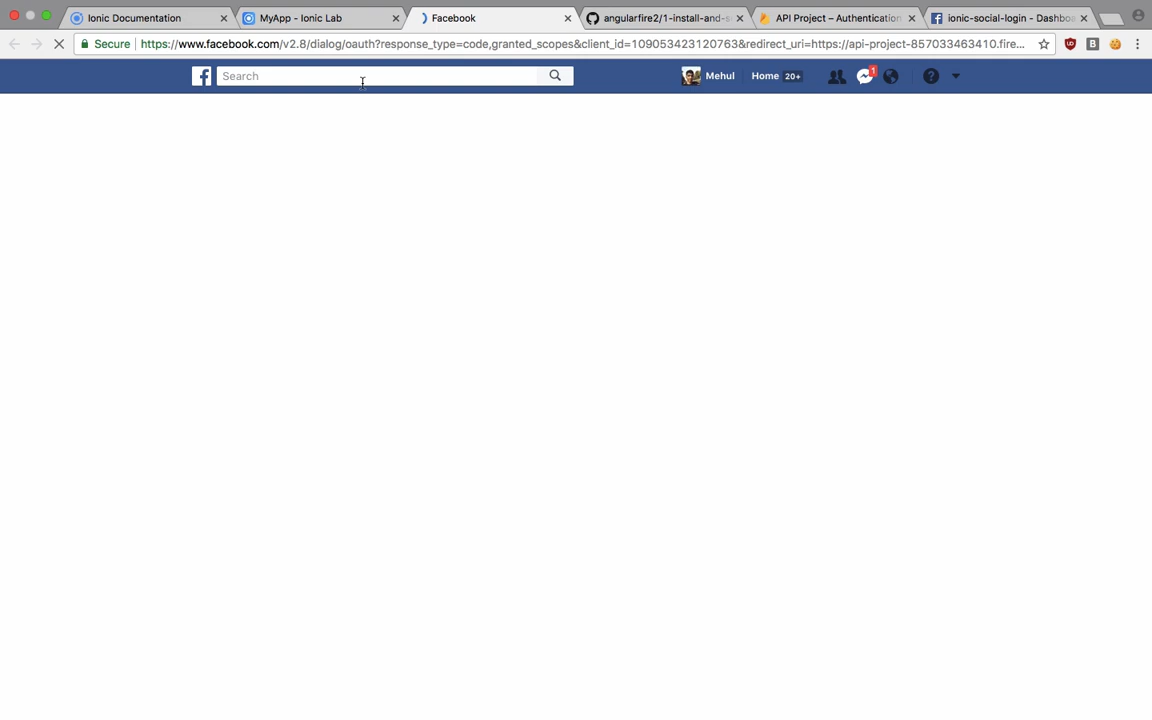 Ionic Documentation
MyApp - Ionic Lab
Facebook
angularfire2/1-install-and-s
API Project – Authentication
ionic-social-login - Dashboa
Secure
https://www.facebook.com/v2.8/dialog/oauth?response_type=code,granted_scopes&client_id=109053423120763&redirect_uri=https://api-project-857033463410.fire...
Search
Mehul
Home 20+
1